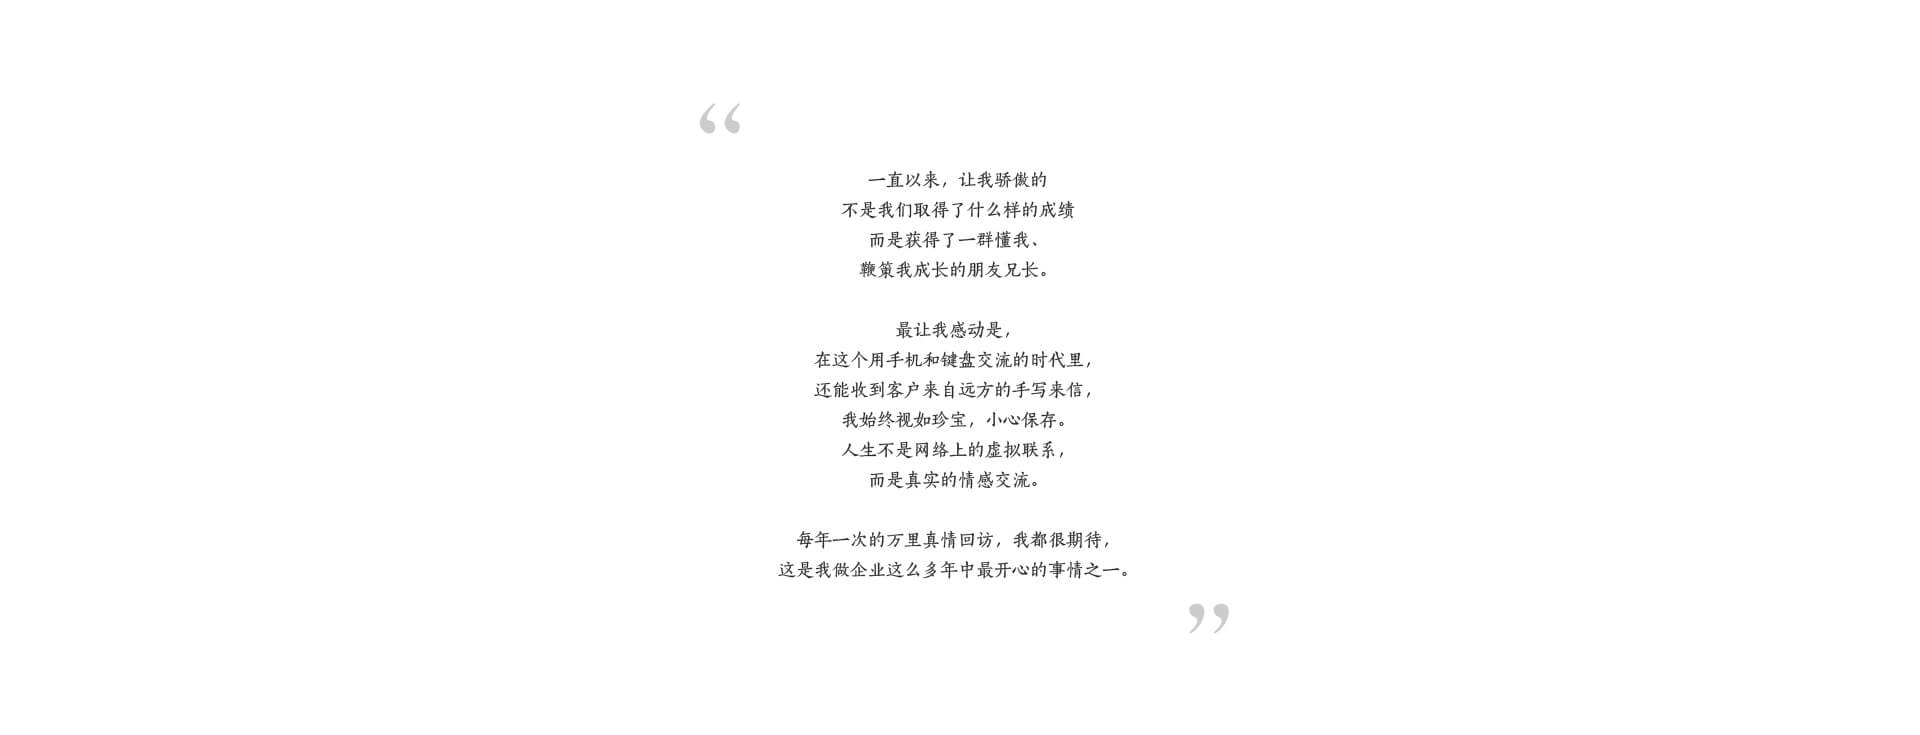 “
一直以来，让我骄傲的
不是我们取得了什么样的成绩
而是获得了一群懂我、
鞭策我成长的朋友兄长。
最让我感动是，
在这个用手机和键盘交流的时代里，
还能收到客户来自远方的手写来信，
我始终视如珍宝，小心保存。
人生不是网络上的虚拟联系，
而是真实的情感交流。
每年一次的万里真情回访，我都很期待，
这是我做企业这么多年中最开心的事情之一。
”